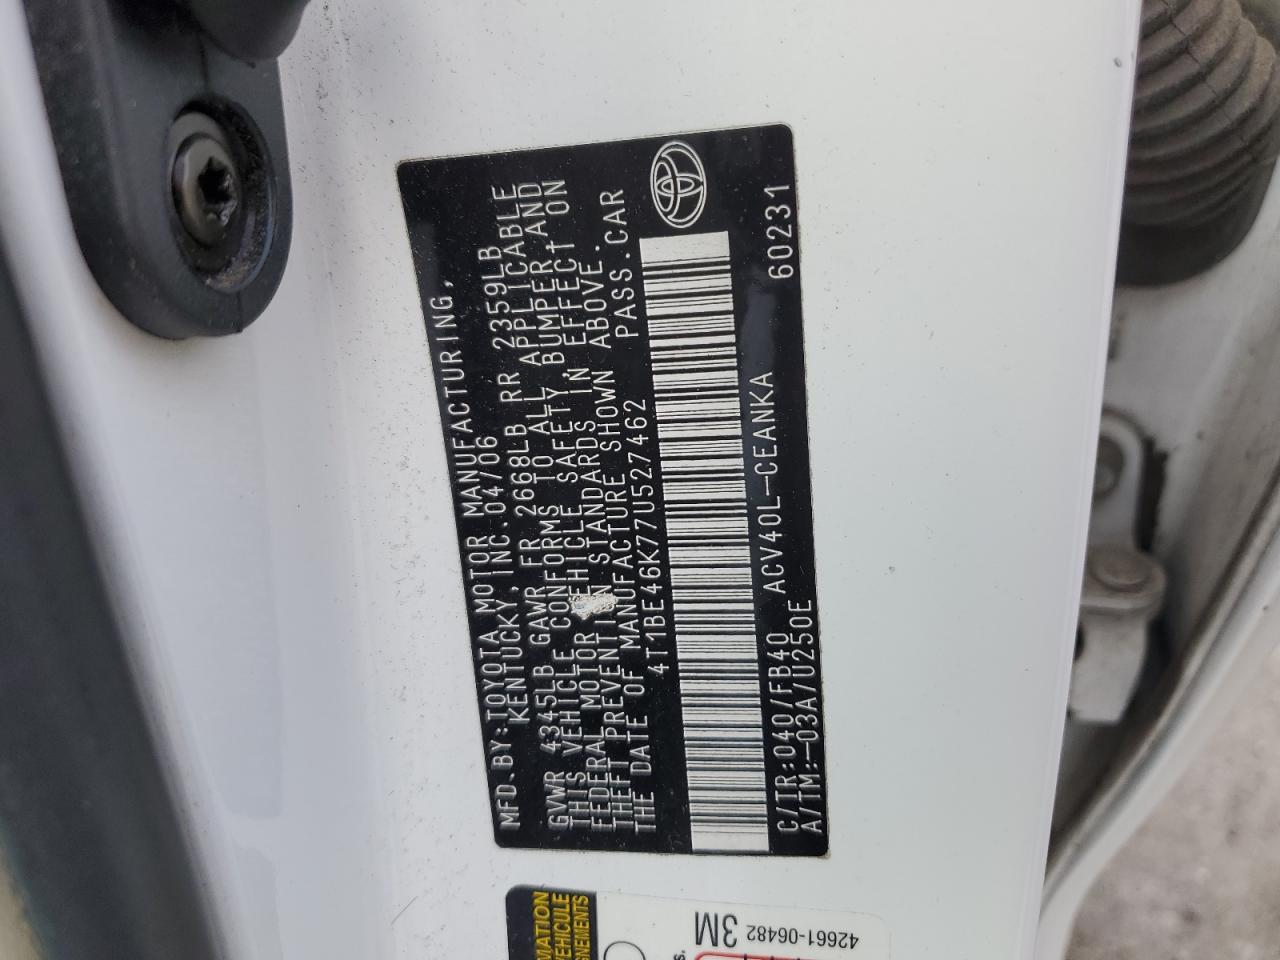 MFD.BY:TOYOTA MOTOR MANUFACTURING,
KENTUCKY, INC. 04/06
GVWR 4345LB GAWR FR 2668LB RR 2359LB
THIS VEHICLE CONFORMS TO ALL APPLICABLE
FEDERAL MOTOR VEHICLE SAFETY, BUMPER, AND
THEFT PREVENTION STANDARDS IN EFFECT ON
THE DATE OF MANUFACTURE SHOWN ABOVE.
4T1BE46K77U527462 PASS.CAR
C/TR:040/FB40 ACV40L-CEANKA 60231
A/TM:-03A/U250E
3M
42661-06482